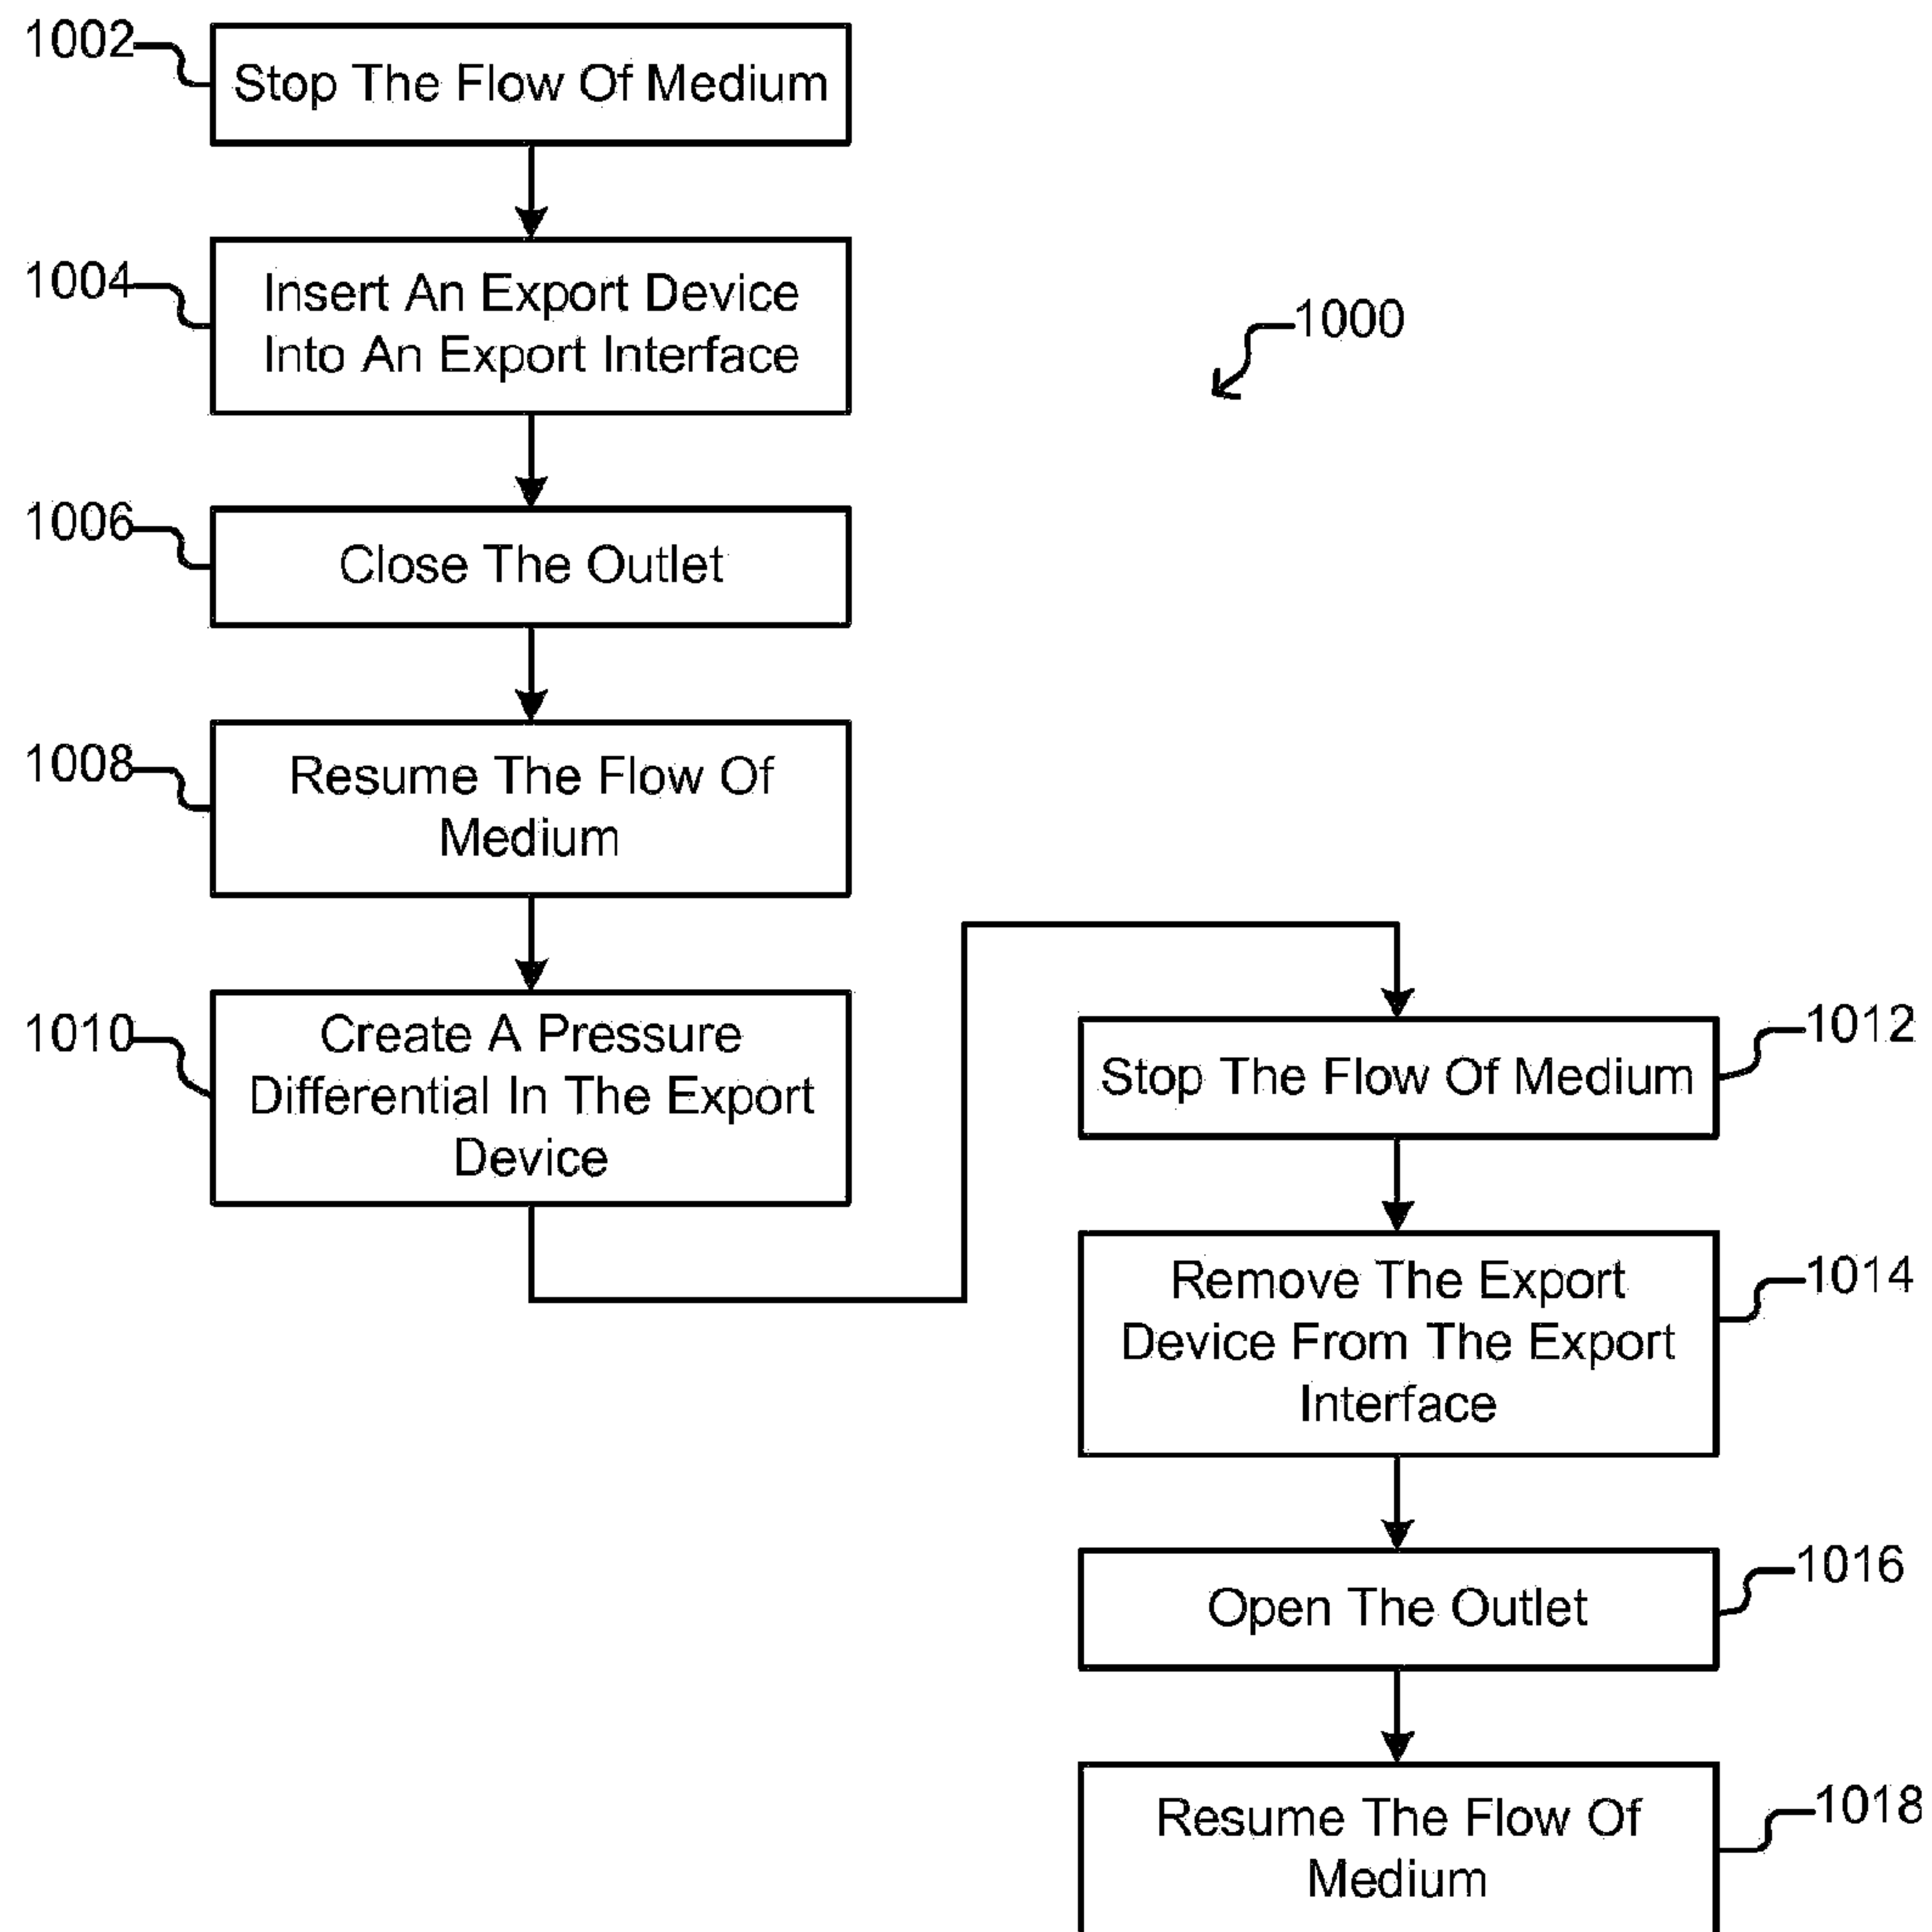 1002
Stop The Flow Of Medium
1004
Insert An Export Device
Into An Export Interface
1000
1006
Close The Outlet
1008
Resume The Flow Of
Medium
1010
Create A Pressure
Differential In The Export
Device
1012
Stop The Flow Of Medium
1014
Remove The Export
Device From The Export
Interface
1016
Open The Outlet
1018
Resume The Flow Of
Medium